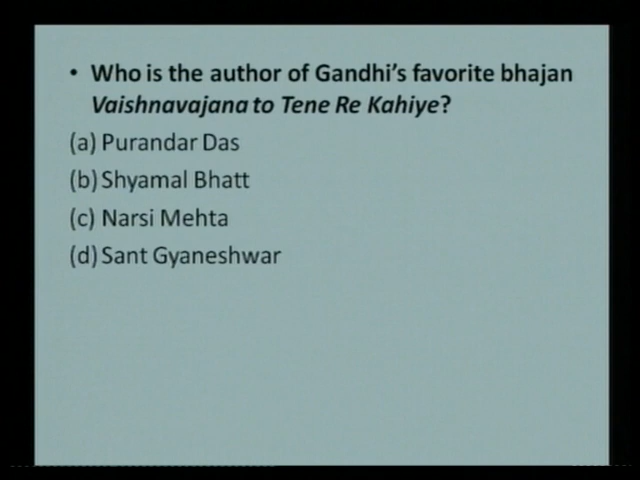 • Who is the author of Gandhi's favorite bhajan
Vaishnavajana to Tene Re Kahiye?
(a) Purandar Das
(b) Shyamal Bhatt
(c) Narsi Mehta
(d) Sant Gyaneshwar